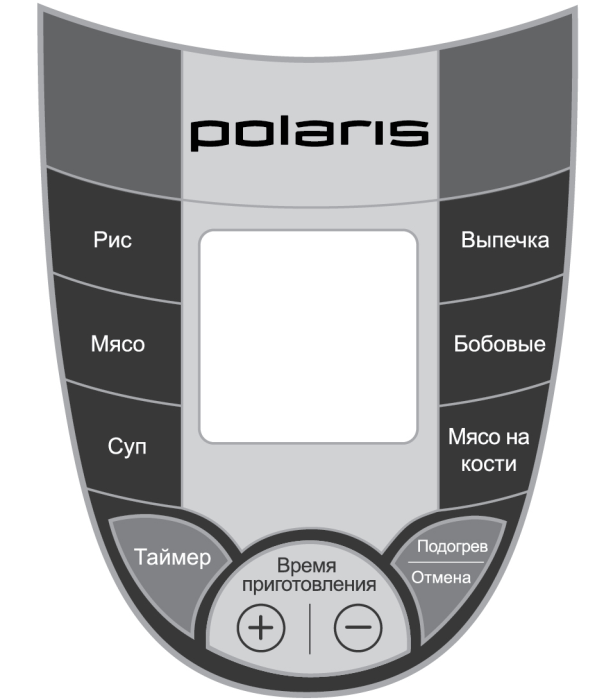 polaris
Рис
Выпечка
Мясо
Бобовые
Суп
Мясо на
кости
Таймер
Время
приготовления
Подогрев
Отмена
+
−